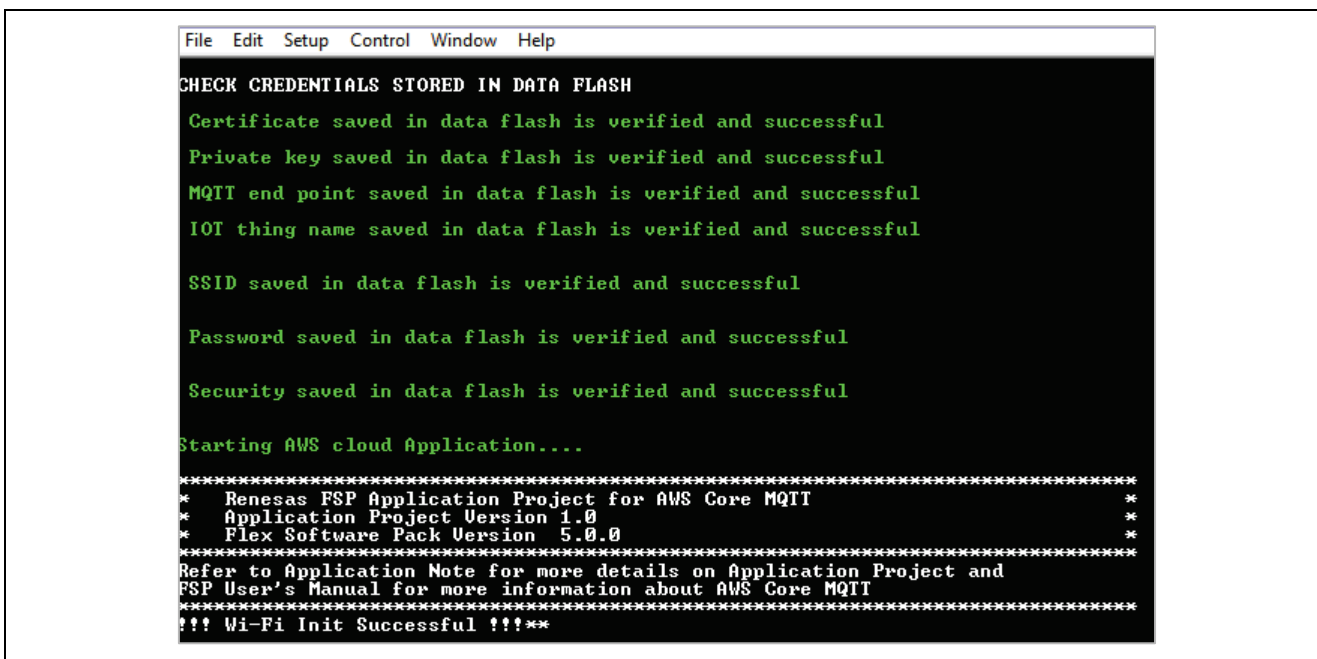 File Edit Setup Control Window Help
CHECK CREDENTIALS STORED IN DATA FLASH
Certificate saved in data flash is verified and successful
Private key saved in data flash is verified and successful
MQTT end point saved in data flash is verified and successful
IOT thing name saved in data flash is verified and successful
SSID saved in data flash is verified and successful
Password saved in data flash is verified and successful
Security saved in data flash is verified and successful
Starting AWS cloud Application....
********************************************************************************
* Renesas FSP Application Project for AWS Core MQTT *
* Application Project Version 1.0 *
* Flex Software Pack Version 5.0.0 *
********************************************************************************
Refer to Application Note for more details on Application Project and
FSP User's Manual for more information about AWS Core MQTT
********************************************************************************
!!! Wi-Fi Init Successful !!!**